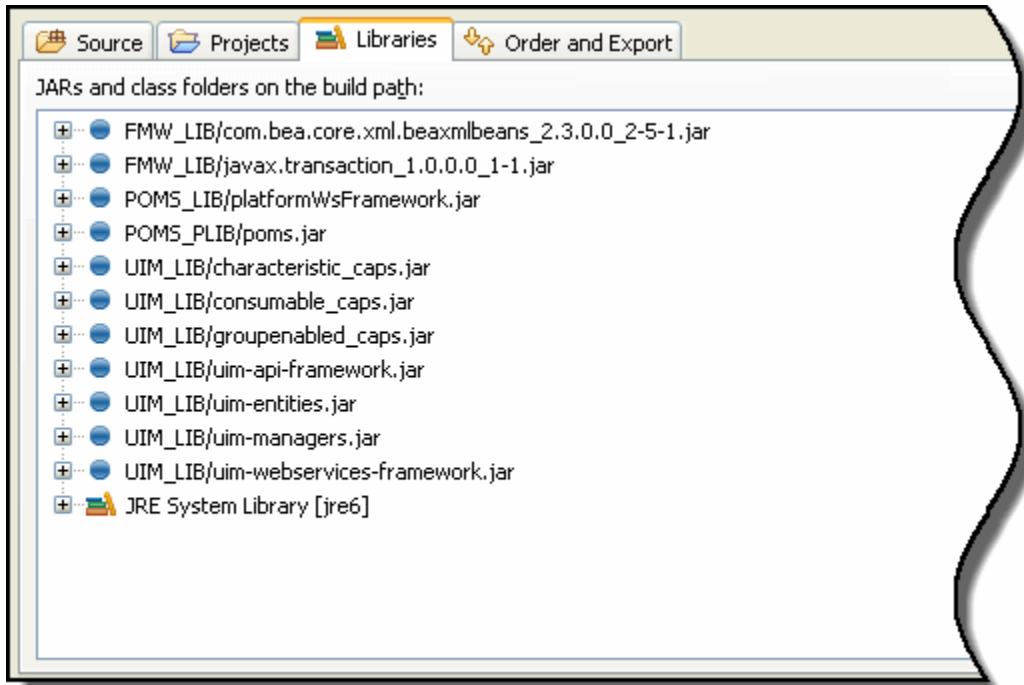 Source Projects Libraries Order and Export
JARs and class folders on the build path:
FMW_LIB/com.bea.core.xml.beaxmlbeans_2.3.0.0_2-5-1.jar
FMW_LIB/javax.transaction_1.0.0.0_1-1.jar
POMS_LIB/platformWsFramework.jar
POMS_PLIB/poms.jar
UIM_LIB/characteristic_caps.jar
UIM_LIB/consumable_caps.jar
UIM_LIB/groupenabled_caps.jar
UIM_LIB/uim-api-framework.jar
UIM_LIB/uim-entities.jar
UIM_LIB/uim-managers.jar
UIM_LIB/uim-webservices-framework.jar
JRE System Library [jre6]